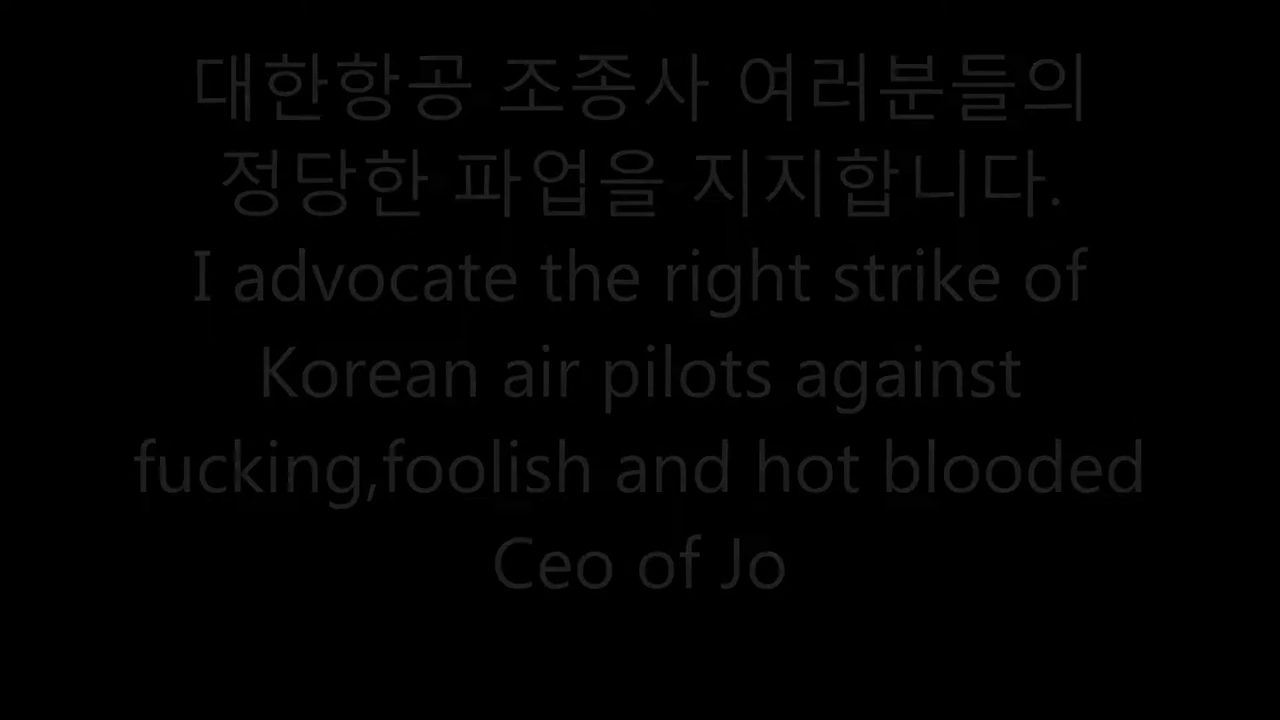 대한항공 조종사 여러분들의
정당한 파업을 지지합니다.
I advocate the right strike of
Korean air pilots against
fucking,foolish and hot blooded
Ceo of Jo